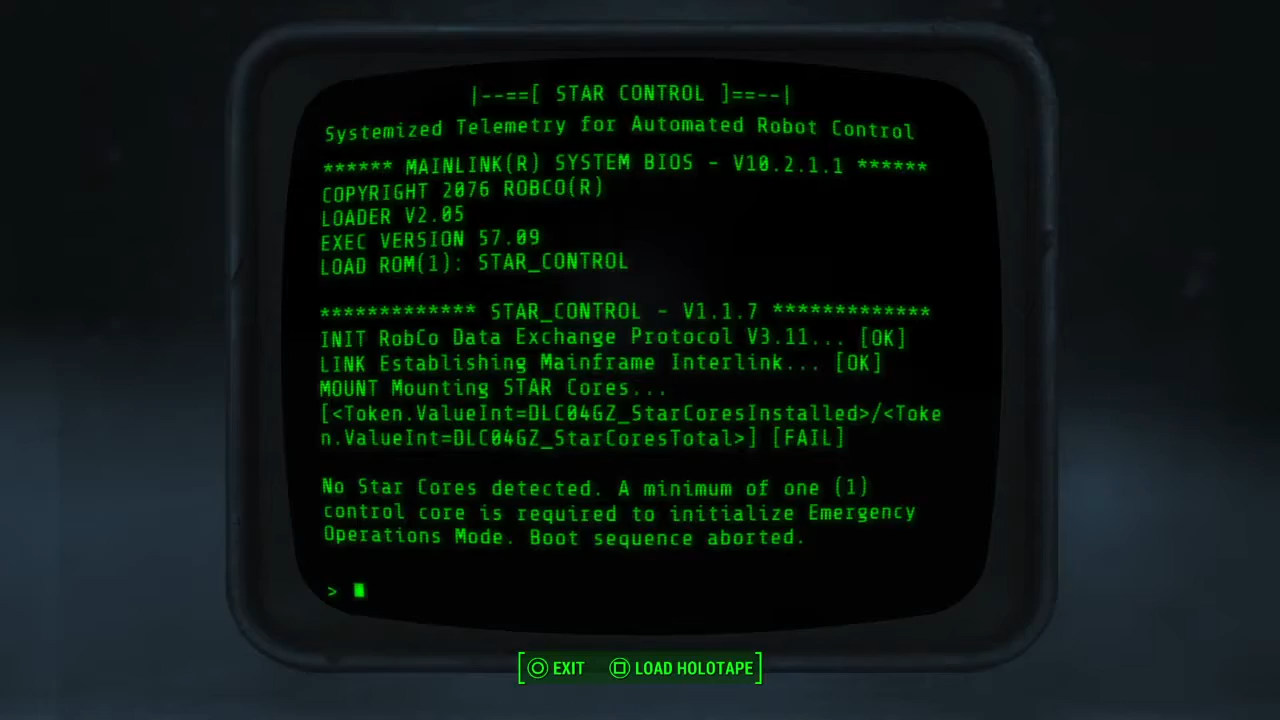 |--==[ STAR CONTROL ]==--|
Systemized Telemetry for Automated Robot Control
****** MAINLINK(R) SYSTEM BIOS - V10.2.1.1 ******
COPYRIGHT 2076 ROBCO(R)
LOADER V2.05
EXEC VERSION 57.09
LOAD ROM(1): STAR_CONTROL
************* STAR_CONTROL - V1.1.7 *************
INIT RobCo Data Exchange Protocol V3.11... [OK]
LINK Establishing Mainframe Interlink... [OK]
MOUNT Mounting STAR Cores...
[<Token.ValueInt=DLC04GZ_StarCoresInstalled>/<Toke
n.ValueInt=DLC04GZ_StarCoresTotal>] [FAIL]
No Star Cores detected. A minimum of one (1)
control core is required to initialize Emergency
Operations Mode. Boot sequence aborted.
>
EXIT LOAD HOLOTAPE